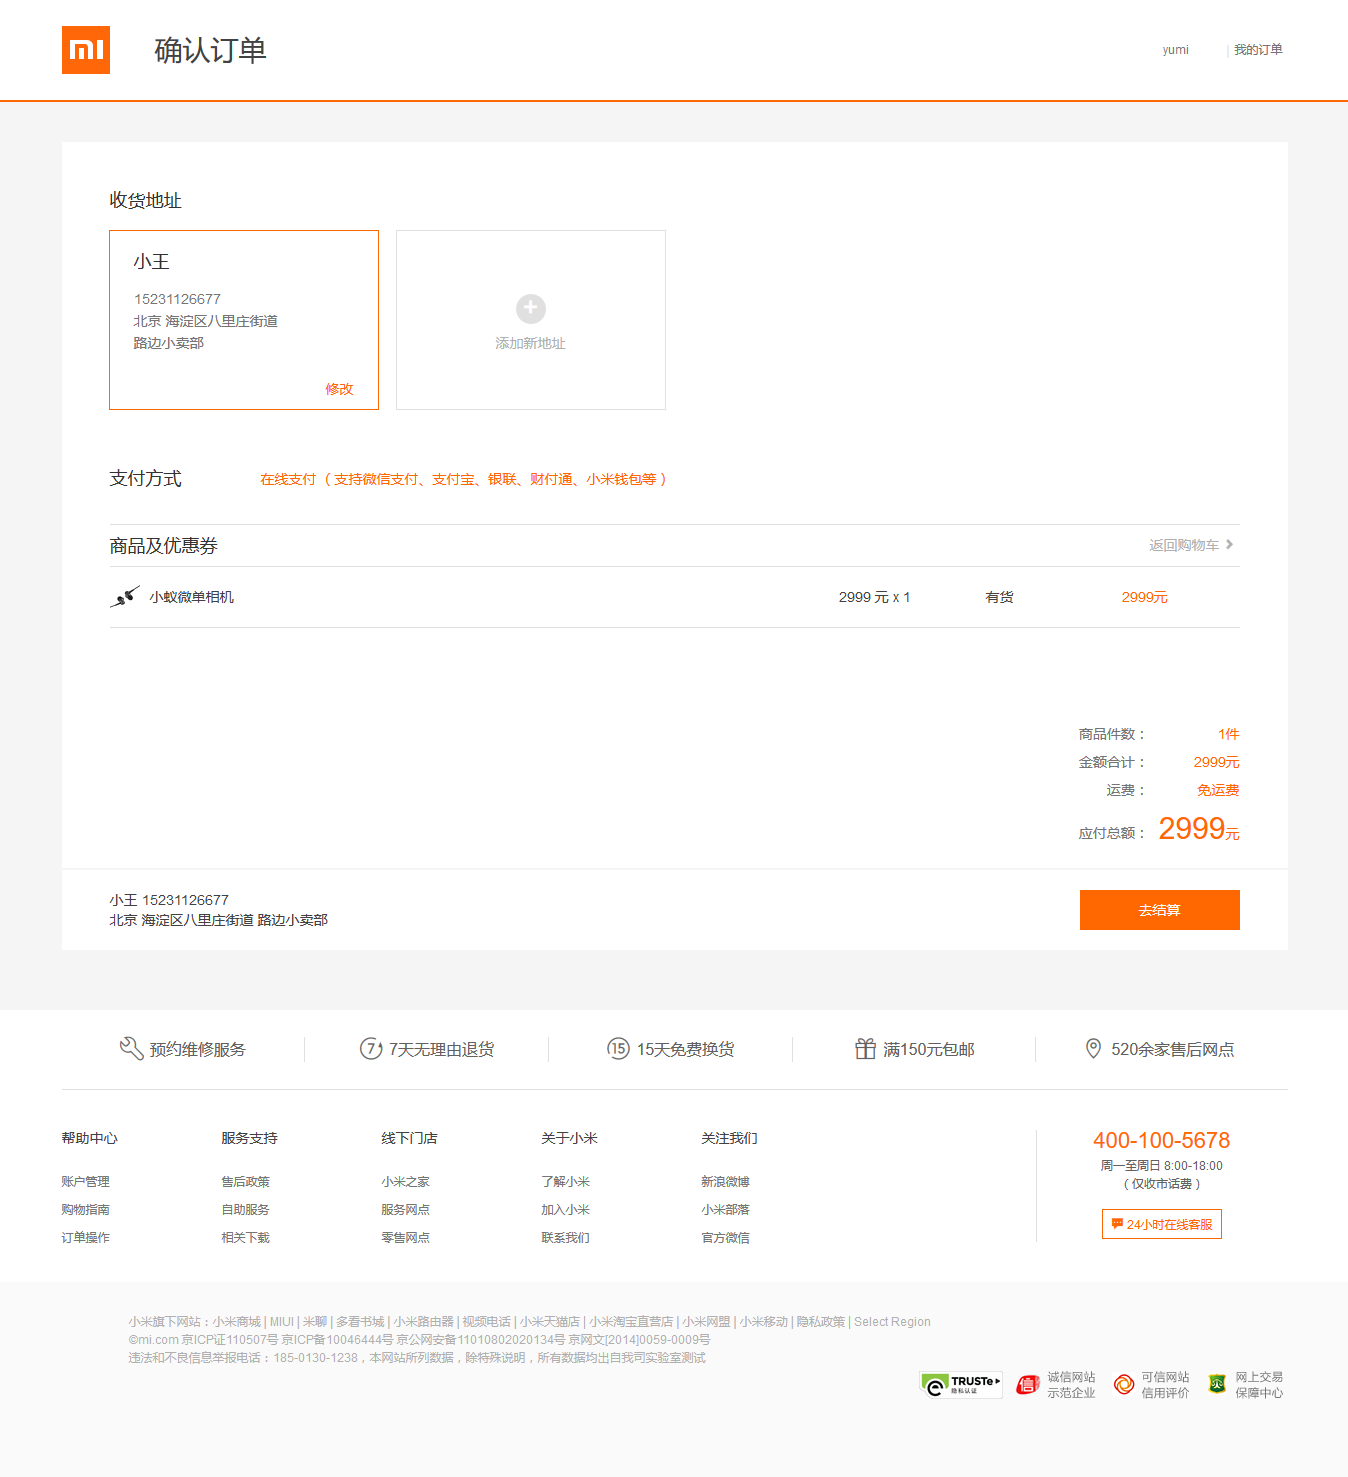 mi
确认订单
yumi | 我的订单
收货地址
小王
15231126677
北京 海淀区八里庄街道
路边小卖部
修改
添加新地址
支付方式
在线支付（支持微信支付、支付宝、银联、财付通、小米钱包等）
商品及优惠券
返回购物车
小蚁微单相机 2999 元 x 1 有货 2999元
商品件数： 1件
金额合计： 2999元
运费： 免运费
应付总额： 2999元
小王 15231126677
北京 海淀区八里庄街道 路边小卖部
去结算
预约维修服务
7 7天无理由退货
15 15天免费换货
满150元包邮
520余家售后网点
帮助中心
账户管理
购物指南
订单操作
服务支持
售后政策
自助服务
相关下载
线下门店
小米之家
服务网点
零售网点
关于小米
了解小米
加入小米
联系我们
关注我们
新浪微博
小米部落
官方微信
400-100-5678
周一至周日 8:00-18:00
（仅收市话费）
24小时在线客服
小米旗下网站：小米商城 | MIUI | 米聊 | 多看书城 | 小米路由器 | 视频电话 | 小米天猫店 | 小米淘宝直营店 | 小米网盟 | 小米移动 | 隐私政策 | Select Region
©mi.com 京ICP证110507号 京ICP备10046444号 京公网安备11010802020134号 京网文[2014]0059-0009号
违法和不良信息举报电话：185-0130-1238，本网站所列数据，除特殊说明，所有数据均出自我司实验室测试
TRUSTe
隐私认证
信 诚信网站
示范企业
可信网站
信用评价
网上交易
保障中心